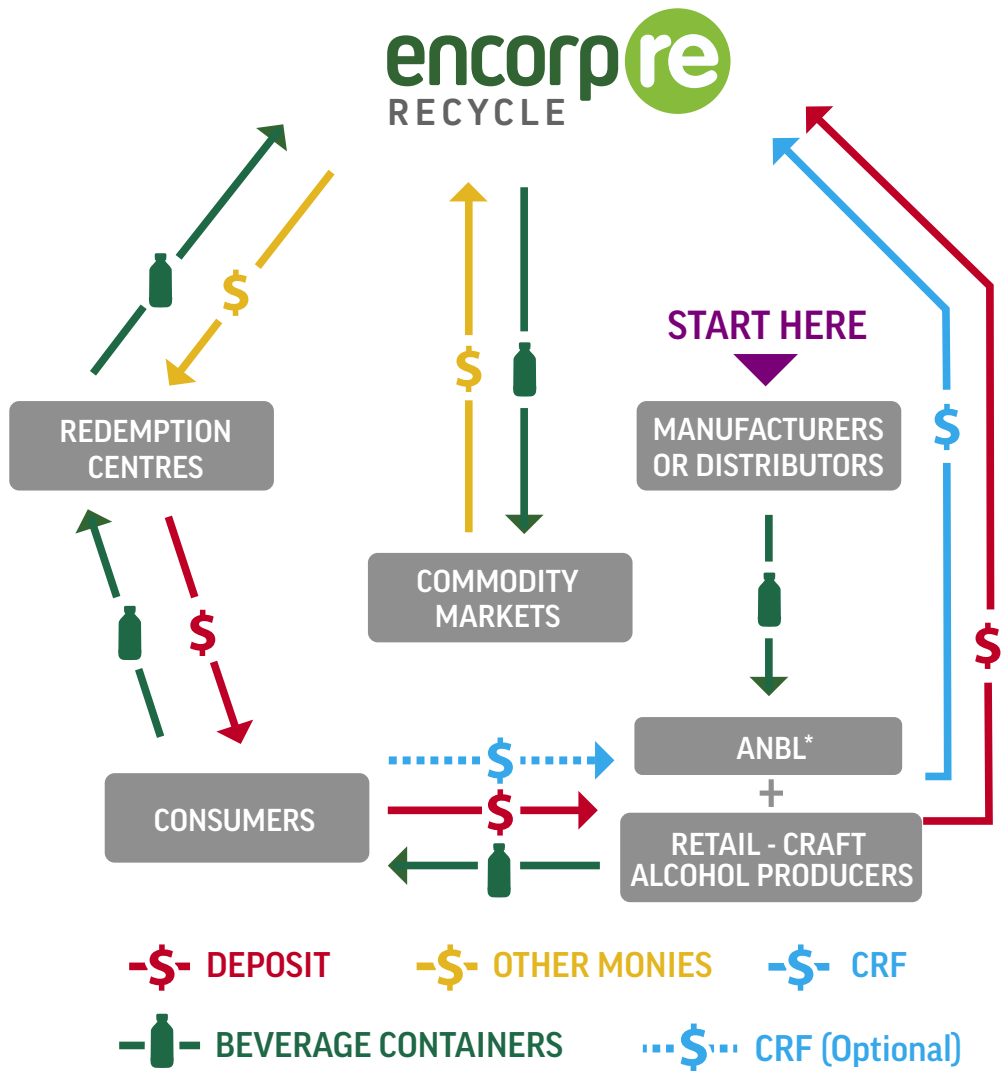 encorp re
RECYCLE
START HERE
REDEMPTION
CENTRES
MANUFACTURERS
OR DISTRIBUTORS
COMMODITY
MARKETS
ANBL*
+
CONSUMERS
RETAIL - CRAFT
ALCOHOL PRODUCERS
$
$
$
$
$
$
$
-$- DEPOSIT
-$- OTHER MONIES
-$- CRF
BEVERAGE CONTAINERS
$ CRF (Optional)